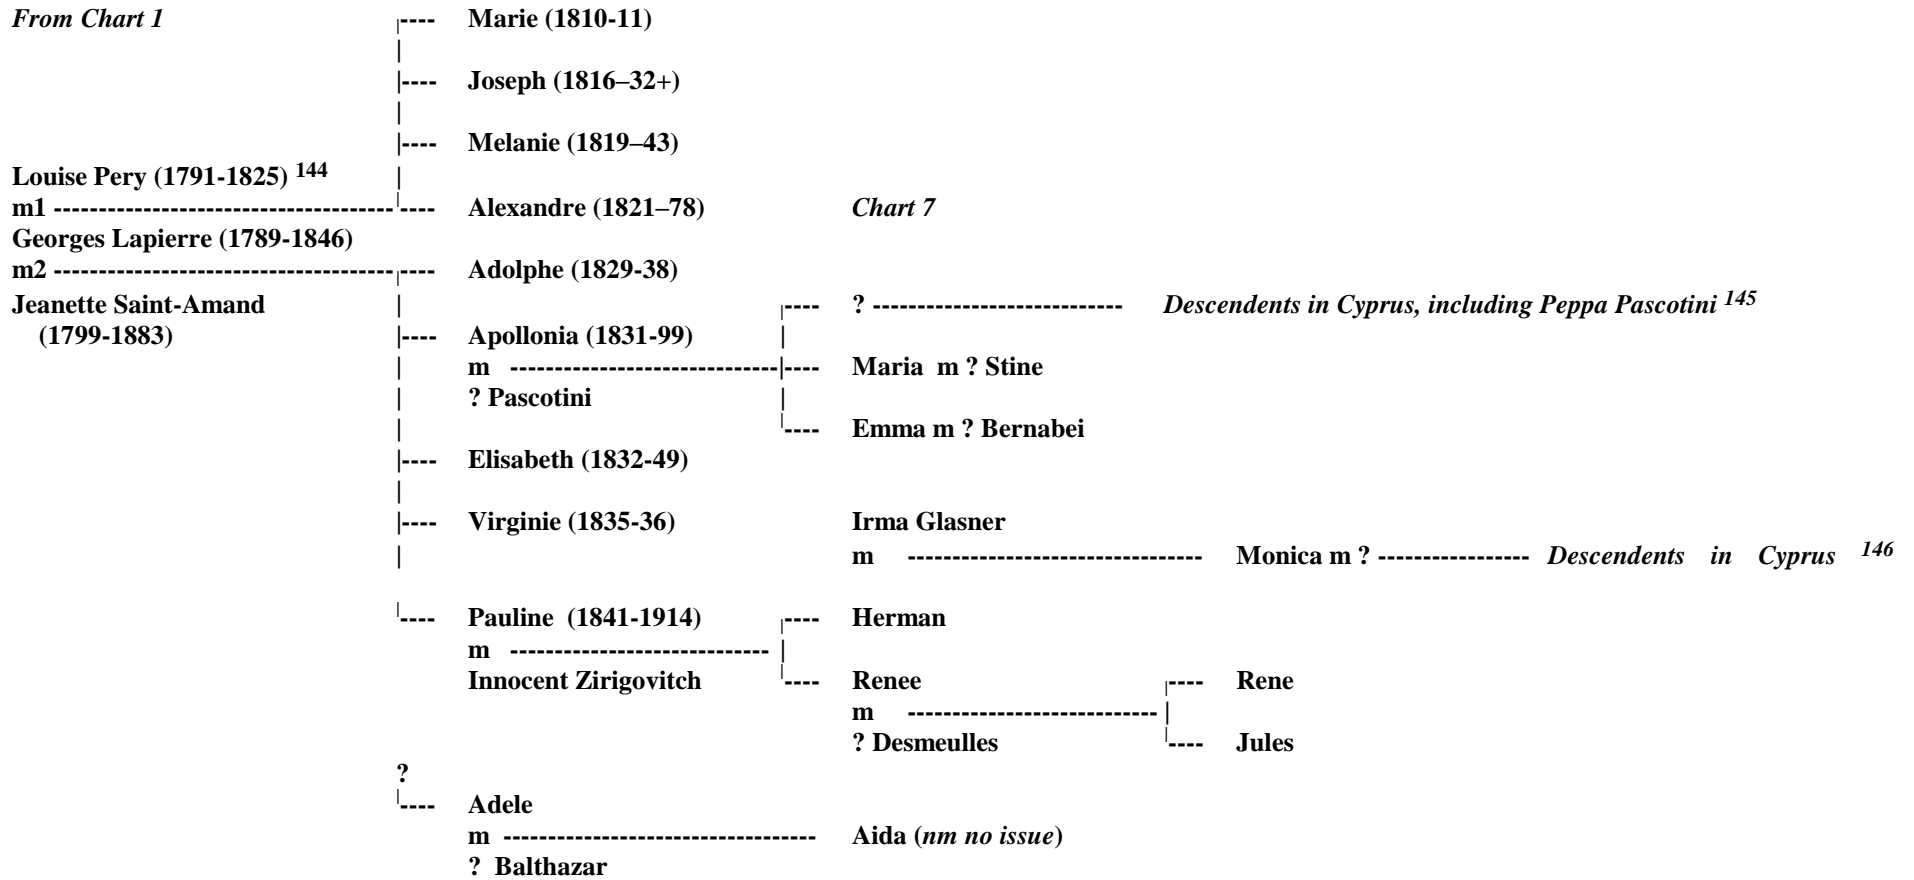 From Chart 1 ---- Marie (1810-11)
|---- Joseph (1816–32+)
|---- Melanie (1819–43)
Louise Pery (1791-1825) 144
m1 ------------------------------------- ---- Alexandre (1821–78) Chart 7
Georges Lapierre (1789-1846)
m2 ------------------------------------- ---- Adolphe (1829-38)
Jeanette Saint-Amand ---- ? ---------------------------- Descendents in Cyprus, including Peppa Pascotini 145
(1799-1883) |---- Apollonia (1831-99)
m ------------------------------|---- Maria m ? Stine
? Pascotini
---- Emma m ? Bernabei
|---- Elisabeth (1832-49)
|---- Virginie (1835-36) Irma Glasner
m --------------------------------- Monica m ? ----------------- Descendents in Cyprus 146
---- Pauline (1841-1914) ---- Herman
m ----------------------------- |
Innocent Zirigovitch ---- Renee ---- Rene
m ---------------------------- |
? Desmeulles ---- Jules
?
---- Adele
m ----------------------------------- Aida (nm no issue)
? Balthazar